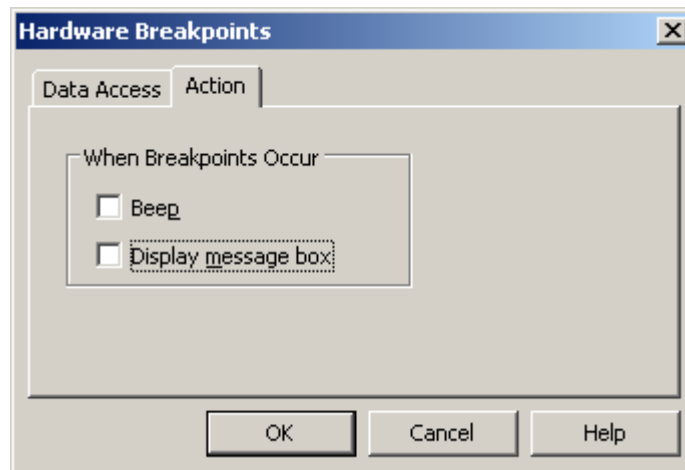 Hardware Breakpoints
Data Access Action
When Breakpoints Occur
Beep
Display message box
OK Cancel Help